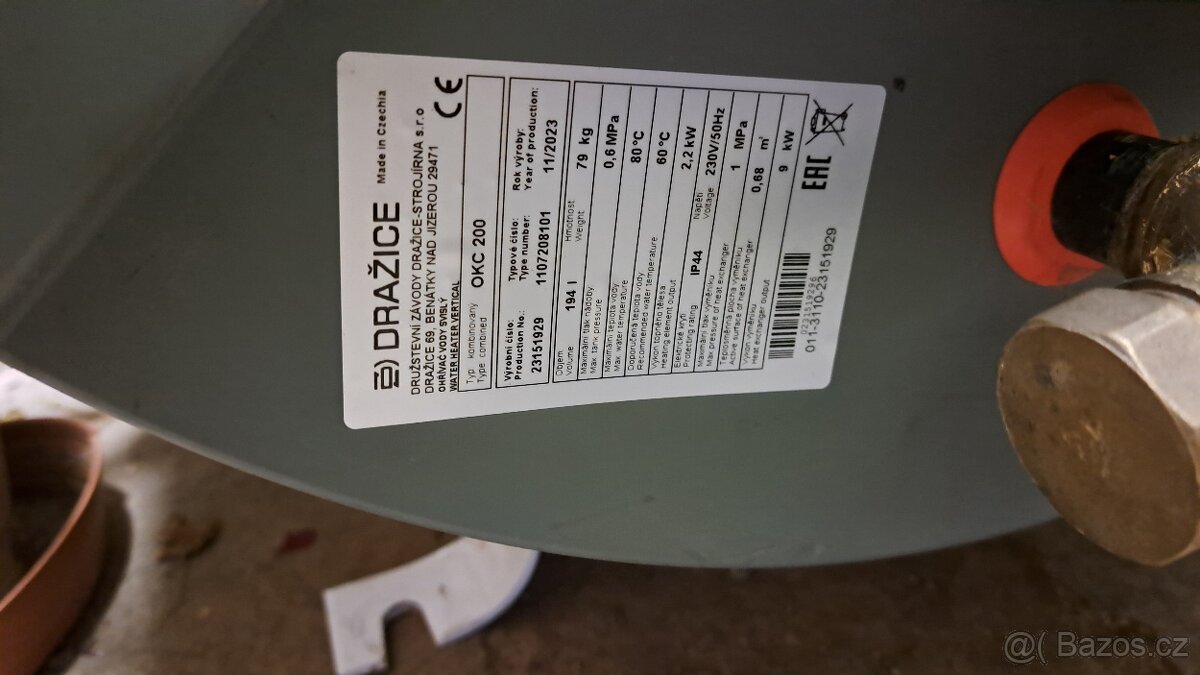 DRAŽICE Made in Czechia
DRUŽSTEVNÍ ZÁVODY DRAŽICE-STROJÍRNA s.r.o
DRAŽICE 69, BENÁTKY NAD JIZEROU 29471
OHŘÍVAČ VODY SVISLÝ
WATER HEATER VERTICAL
CE
Typ kombinovaný OKC 200
Type combined
Výrobní číslo: Typové číslo: Rok výroby:
Production No.: Type number: Year of production:
23151929 1107208101 11/2023
Objem 194 l Hmotnost 79 kg
Volume Weight
Maximální tlak nádoby 0,6 MPa
Max tank pressure
Maximální teplota vody 80°C
Max water temperature
Doporučená teplota vody 60°C
Recommended water temperature
Výkon topného tělesa 2,2 kW
Heating element output
Elektrické krytí IP44 Napětí 230V/50Hz
Protecting rating Voltage
Maximální tlak výměníku 1 MPa
Max pressure of heat exchanger
Teplosměnná plocha výměníku 0,68 m²
Active surface of heat exchanger
Výkon výměníku 9 kW
Heat exchanger output
EAC
0231519296
011-3110-23151929
Bazos.cz